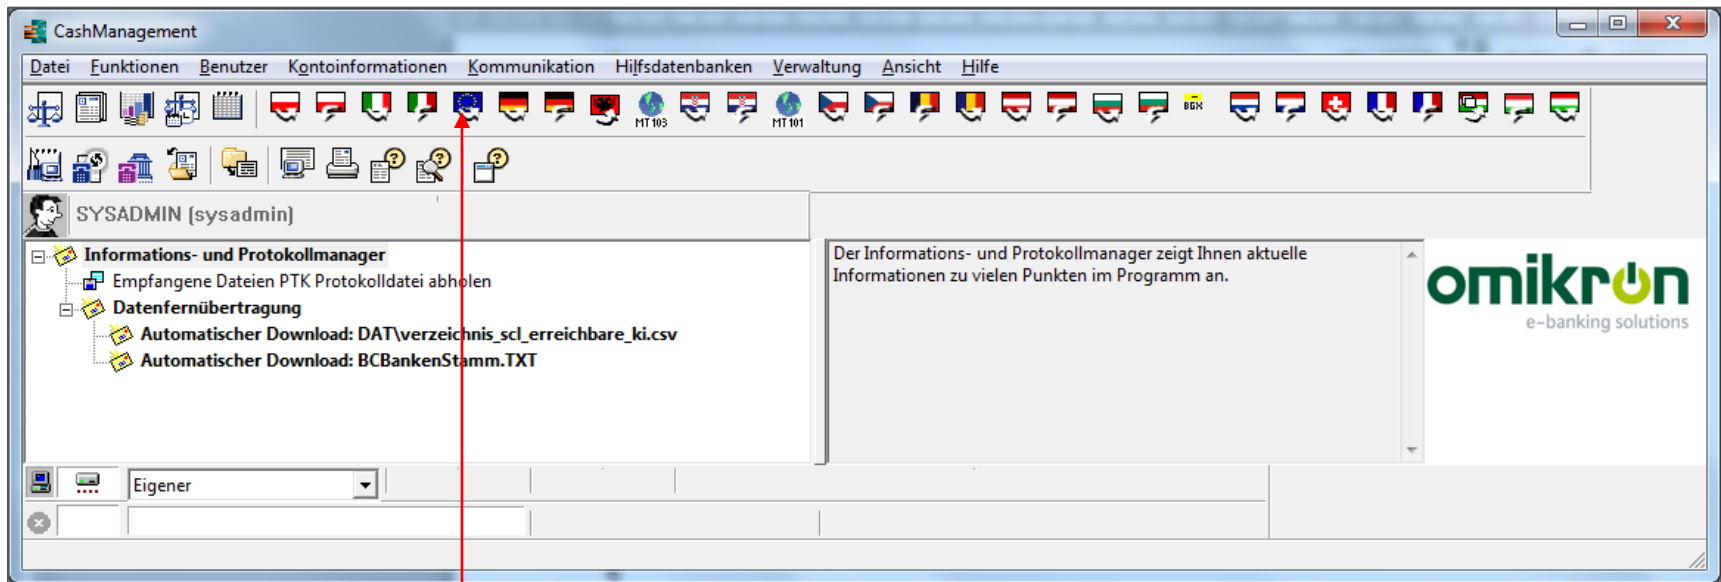 CashManagement
Datei Funktionen Benutzer Kontoinformationen Kommunikation Hilfsdatenbanken Verwaltung Ansicht Hilfe
MT103 MT101 BGX
SYSADMIN (sysadmin)
Informations- und Protokollmanager
Empfangene Dateien PTK Protokolldatei abholen
Datenfernübertragung
Automatischer Download: DAT\verzeichnis_scl_erreichbare_ki.csv
Automatischer Download: BCBankenStamm.TXT
Der Informations- und Protokollmanager zeigt Ihnen aktuelle
Informationen zu vielen Punkten im Programm an.
omikron
e-banking solutions
Eigener